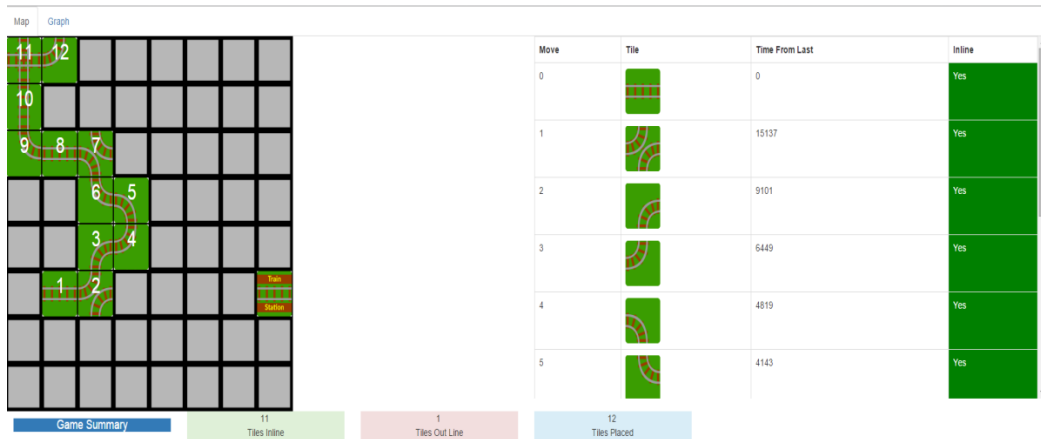 Map Graph
11 12
10
9 8 7
6 5
3 4
1 2
Train
Station
Move Tile Time From Last Inline
0 0 Yes
1 15137 Yes
2 9101 Yes
3 6449 Yes
4 4819 Yes
5 4143 Yes
Game Summary
11
Tiles Inline
1
Tiles Out Line
12
Tiles Placed